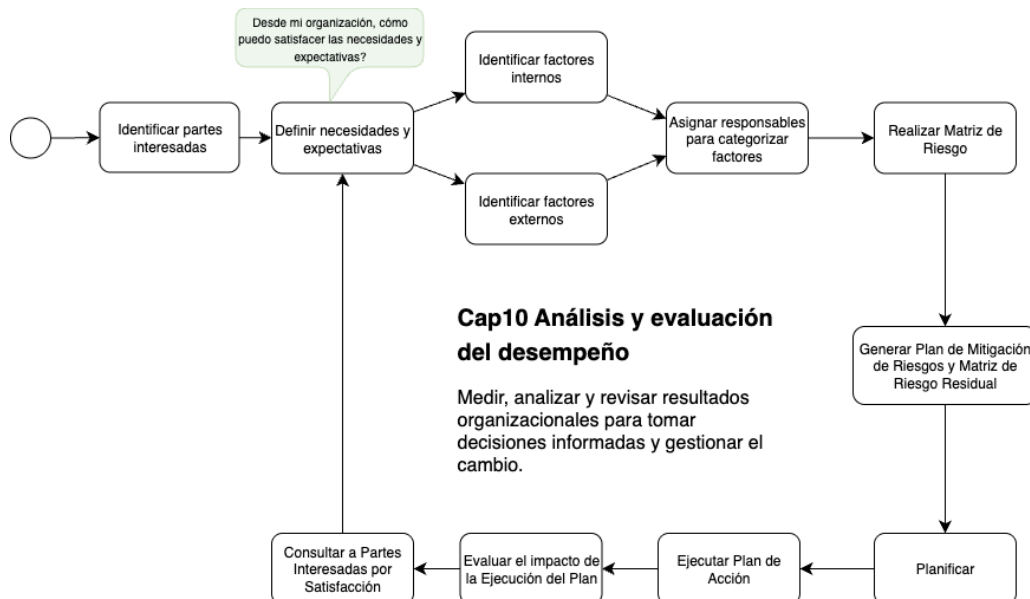 Desde mi organización, cómo
puedo satisfacer las necesidades y
expectativas?
Identificar partes
interesadas
Definir necesidades y
expectativas
Identificar factores
internos
Identificar factores
externos
Asignar responsables
para categorizar
factores
Realizar Matriz de
Riesgo
Cap10 Análisis y evaluación
del desempeño
Medir, analizar y revisar resultados
organizacionales para tomar
decisiones informadas y gestionar el
cambio.
Generar Plan de Mitigación
de Riesgos y Matriz de
Riesgo Residual
Planificar
Ejecutar Plan de
Acción
Evaluar el impacto de
la Ejecución del Plan
Consultar a Partes
Interesadas por
Satisfacción